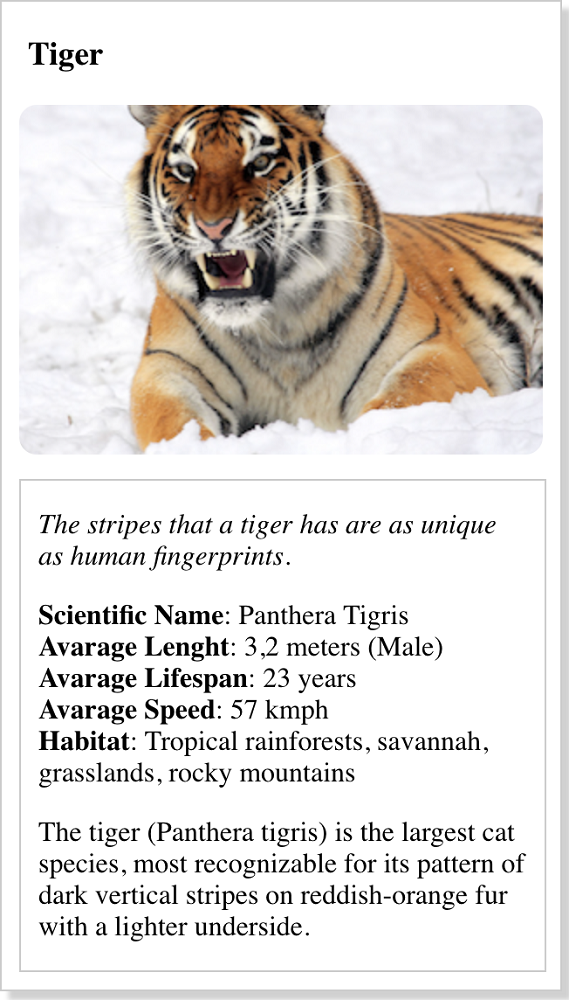 Tiger
The stripes that a tiger has are as unique
as human fingerprints.
Scientific Name: Panthera Tigris
Avarage Lenght: 3,2 meters (Male)
Avarage Lifespan: 23 years
Avarage Speed: 57 kmph
Habitat: Tropical rainforests, savannah,
grasslands, rocky mountains
The tiger (Panthera tigris) is the largest cat
species, most recognizable for its pattern of
dark vertical stripes on reddish-orange fur
with a lighter underside.